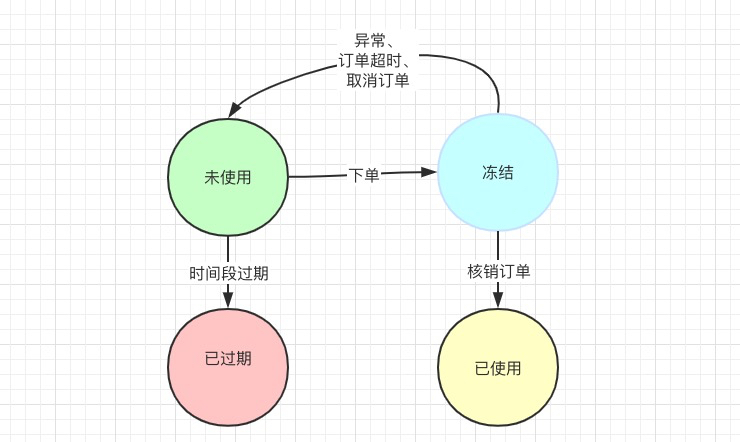 异常、
订单超时、
取消订单
未使用
下单
冻结
时间段过期
核销订单
已过期
已使用